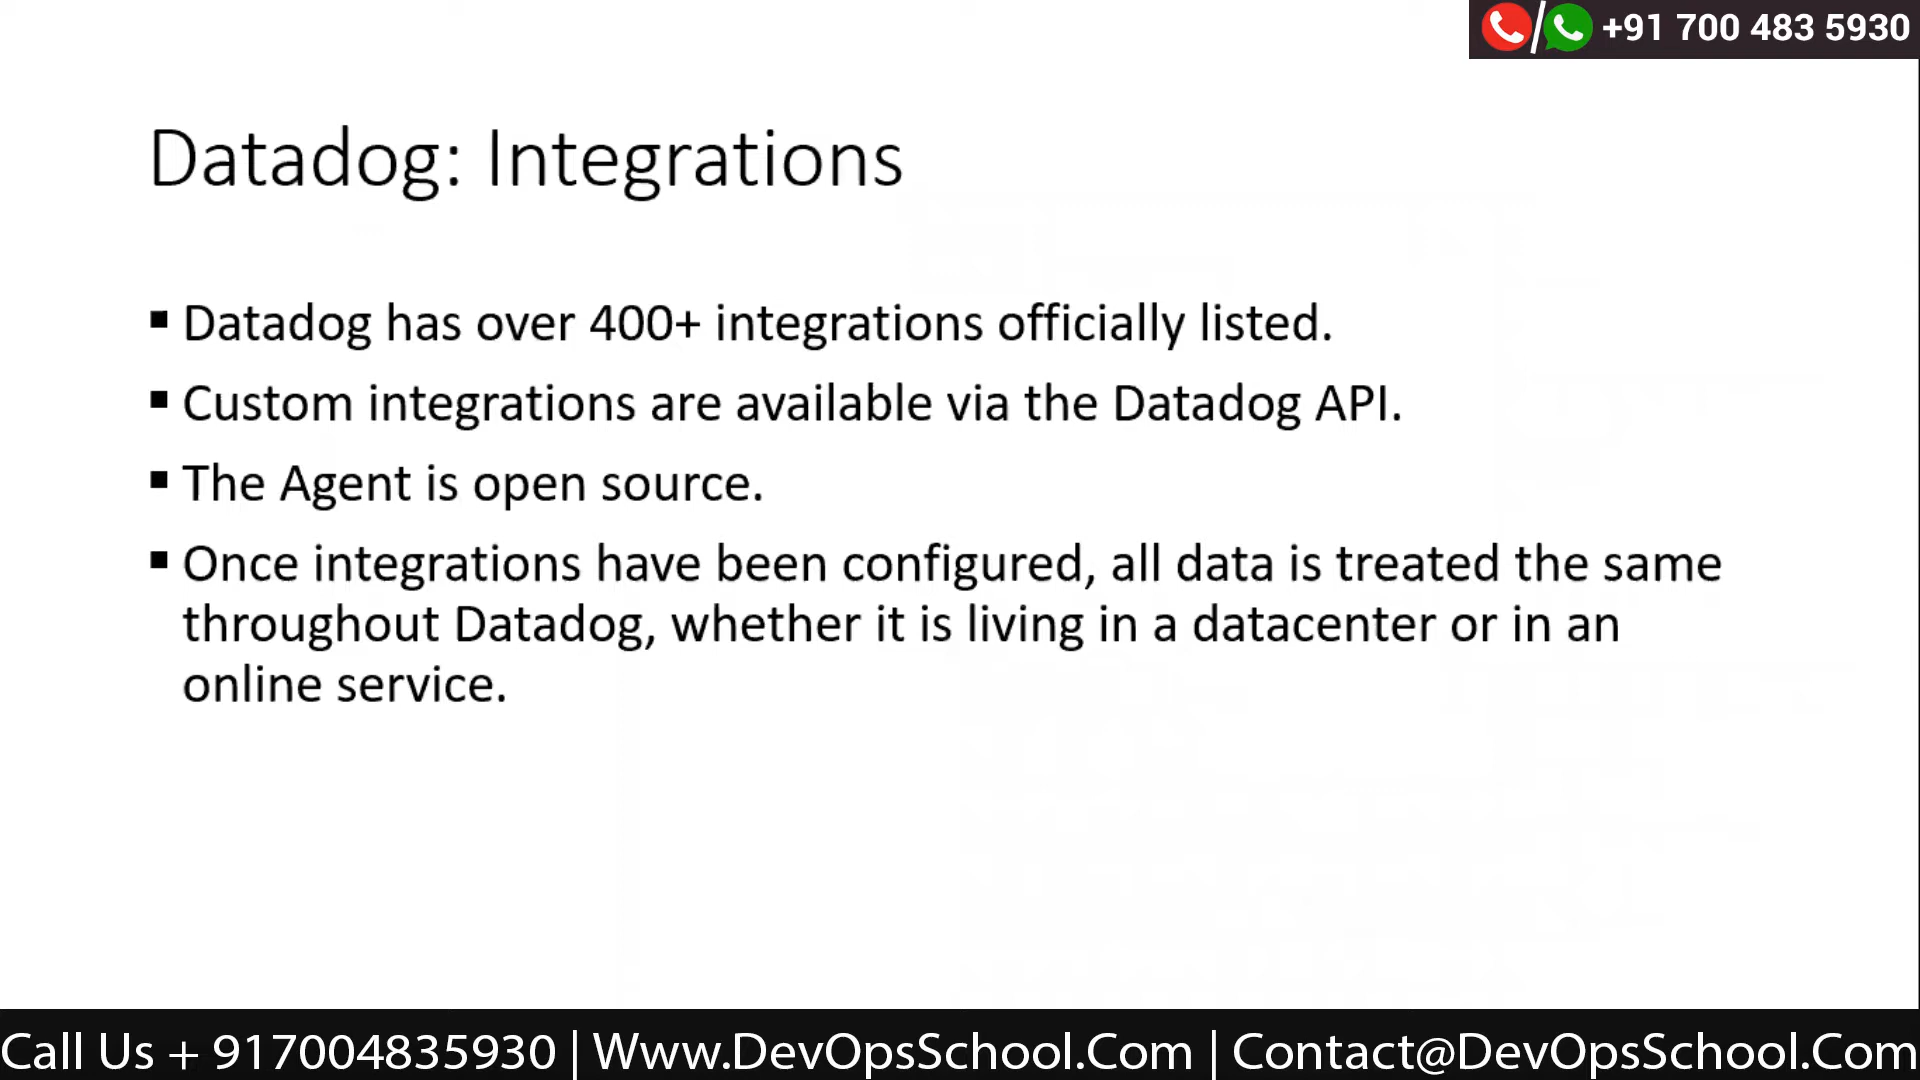 +91 700 483 5930
Datadog: Integrations
▪ Datadog has over 400+ integrations officially listed.
▪ Custom integrations are available via the Datadog API.
▪ The Agent is open source.
▪ Once integrations have been configured, all data is treated the same
throughout Datadog, whether it is living in a datacenter or in an
online service.
Call Us + 917004835930 | Www.DevOpsSchool.Com | Contact@DevOpsSchool.Com